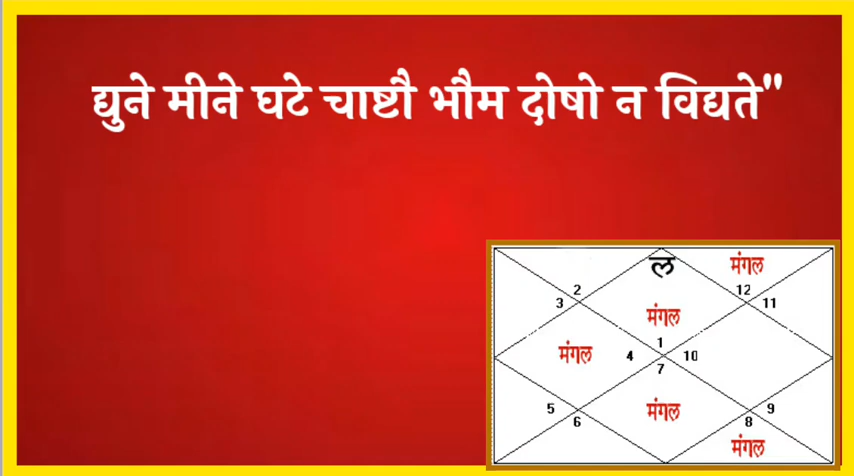 द्युने मीने घटे चाष्टौ भौम दोषो न विद्यते"
ल मंगल
2 12
3 11
मंगल
मंगल 4 1 10
7
5 मंगल 9
6 8
मंगल